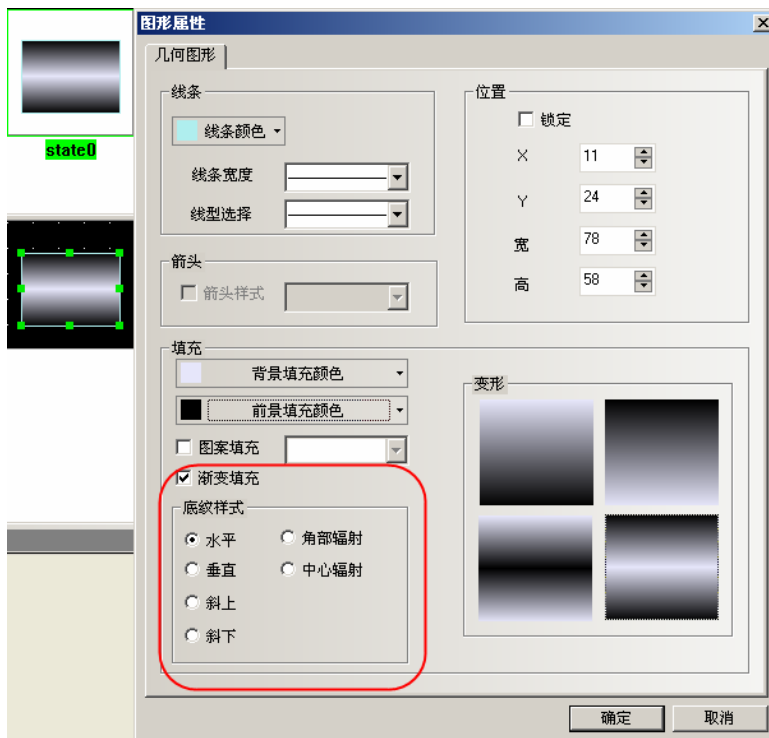 图形属性
几何图形
state0
线条
线条颜色
线条宽度
线型选择
箭头
箭头样式
位置
锁定
X 11
Y 24
宽 78
高 58
填充
背景填充颜色
前景填充颜色
图案填充
渐变填充
底纹样式
水平 角部辐射
垂直 中心辐射
斜上
斜下
变形
确定 取消